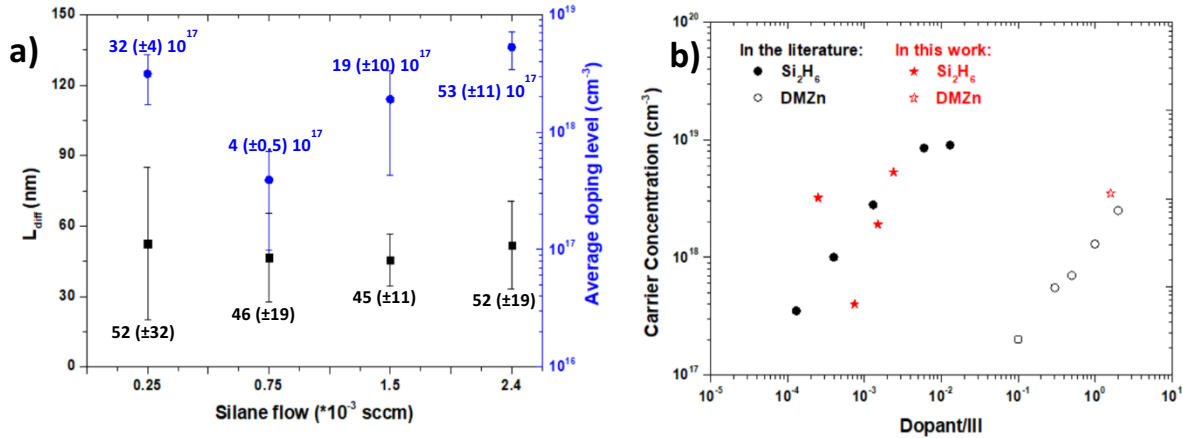 a)
150
120
90
60
30
0
L_diff (nm)
0.25
0.75
1.5
2.4
Silane flow (*10^-3 sccm)
32 (±4) 10^17
4 (±0.5) 10^17
19 (±10) 10^17
53 (±11) 10^17
52 (±32)
46 (±19)
45 (±11)
52 (±19)
10^19
10^18
10^17
10^16
Average doping level (cm^-3)
b)
In the literature:
Si2H6
DMZn
In this work:
Si2H6
DMZn
10^20
10^19
10^18
10^17
Carrier Concentration (cm^-3)
10^-5
10^-4
10^-3
10^-2
10^-1
10^0
10^1
Dopant/III